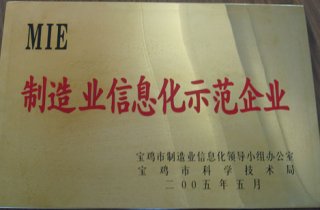 MIE
制造业信息化示范企业
宝鸡市制造业信息化领导小组办公室
宝鸡市科学技术局
二00五年五月